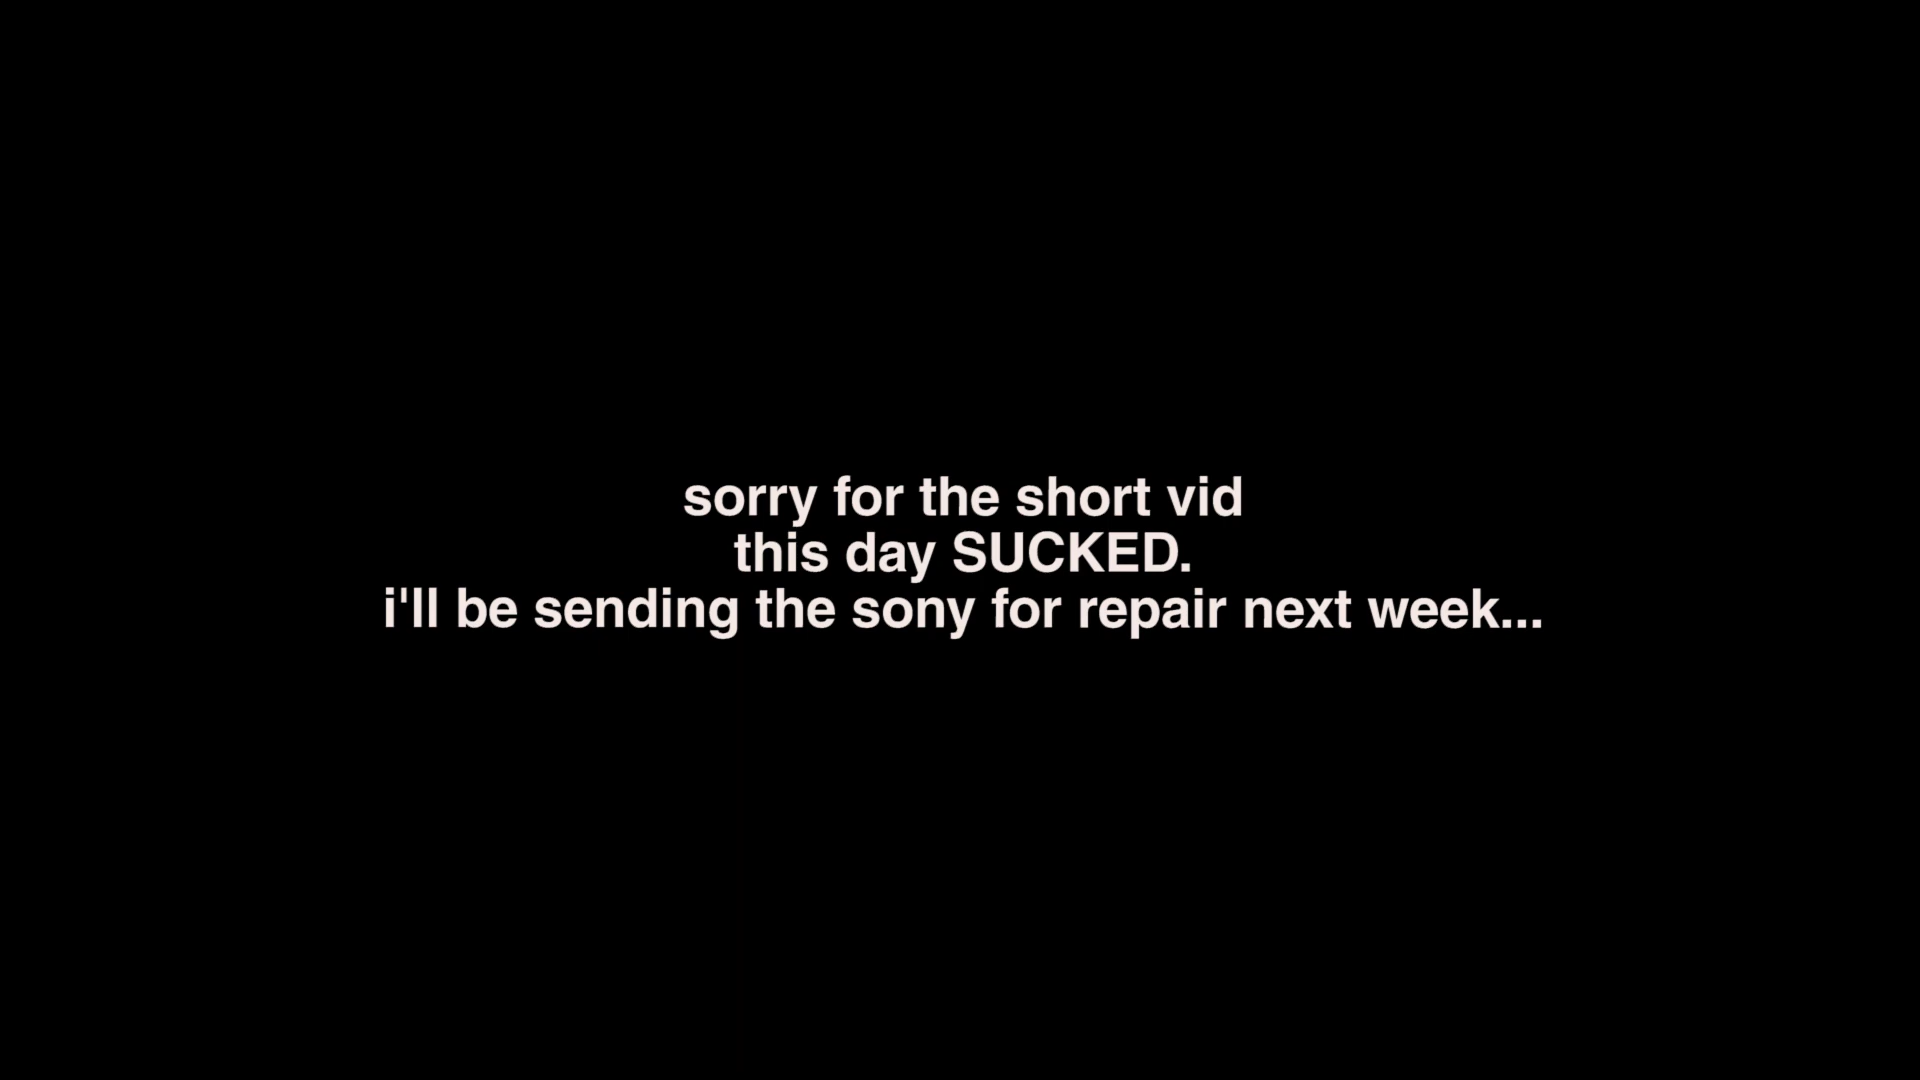 sorry for the short vid
this day SUCKED.
i'll be sending the sony for repair next week...